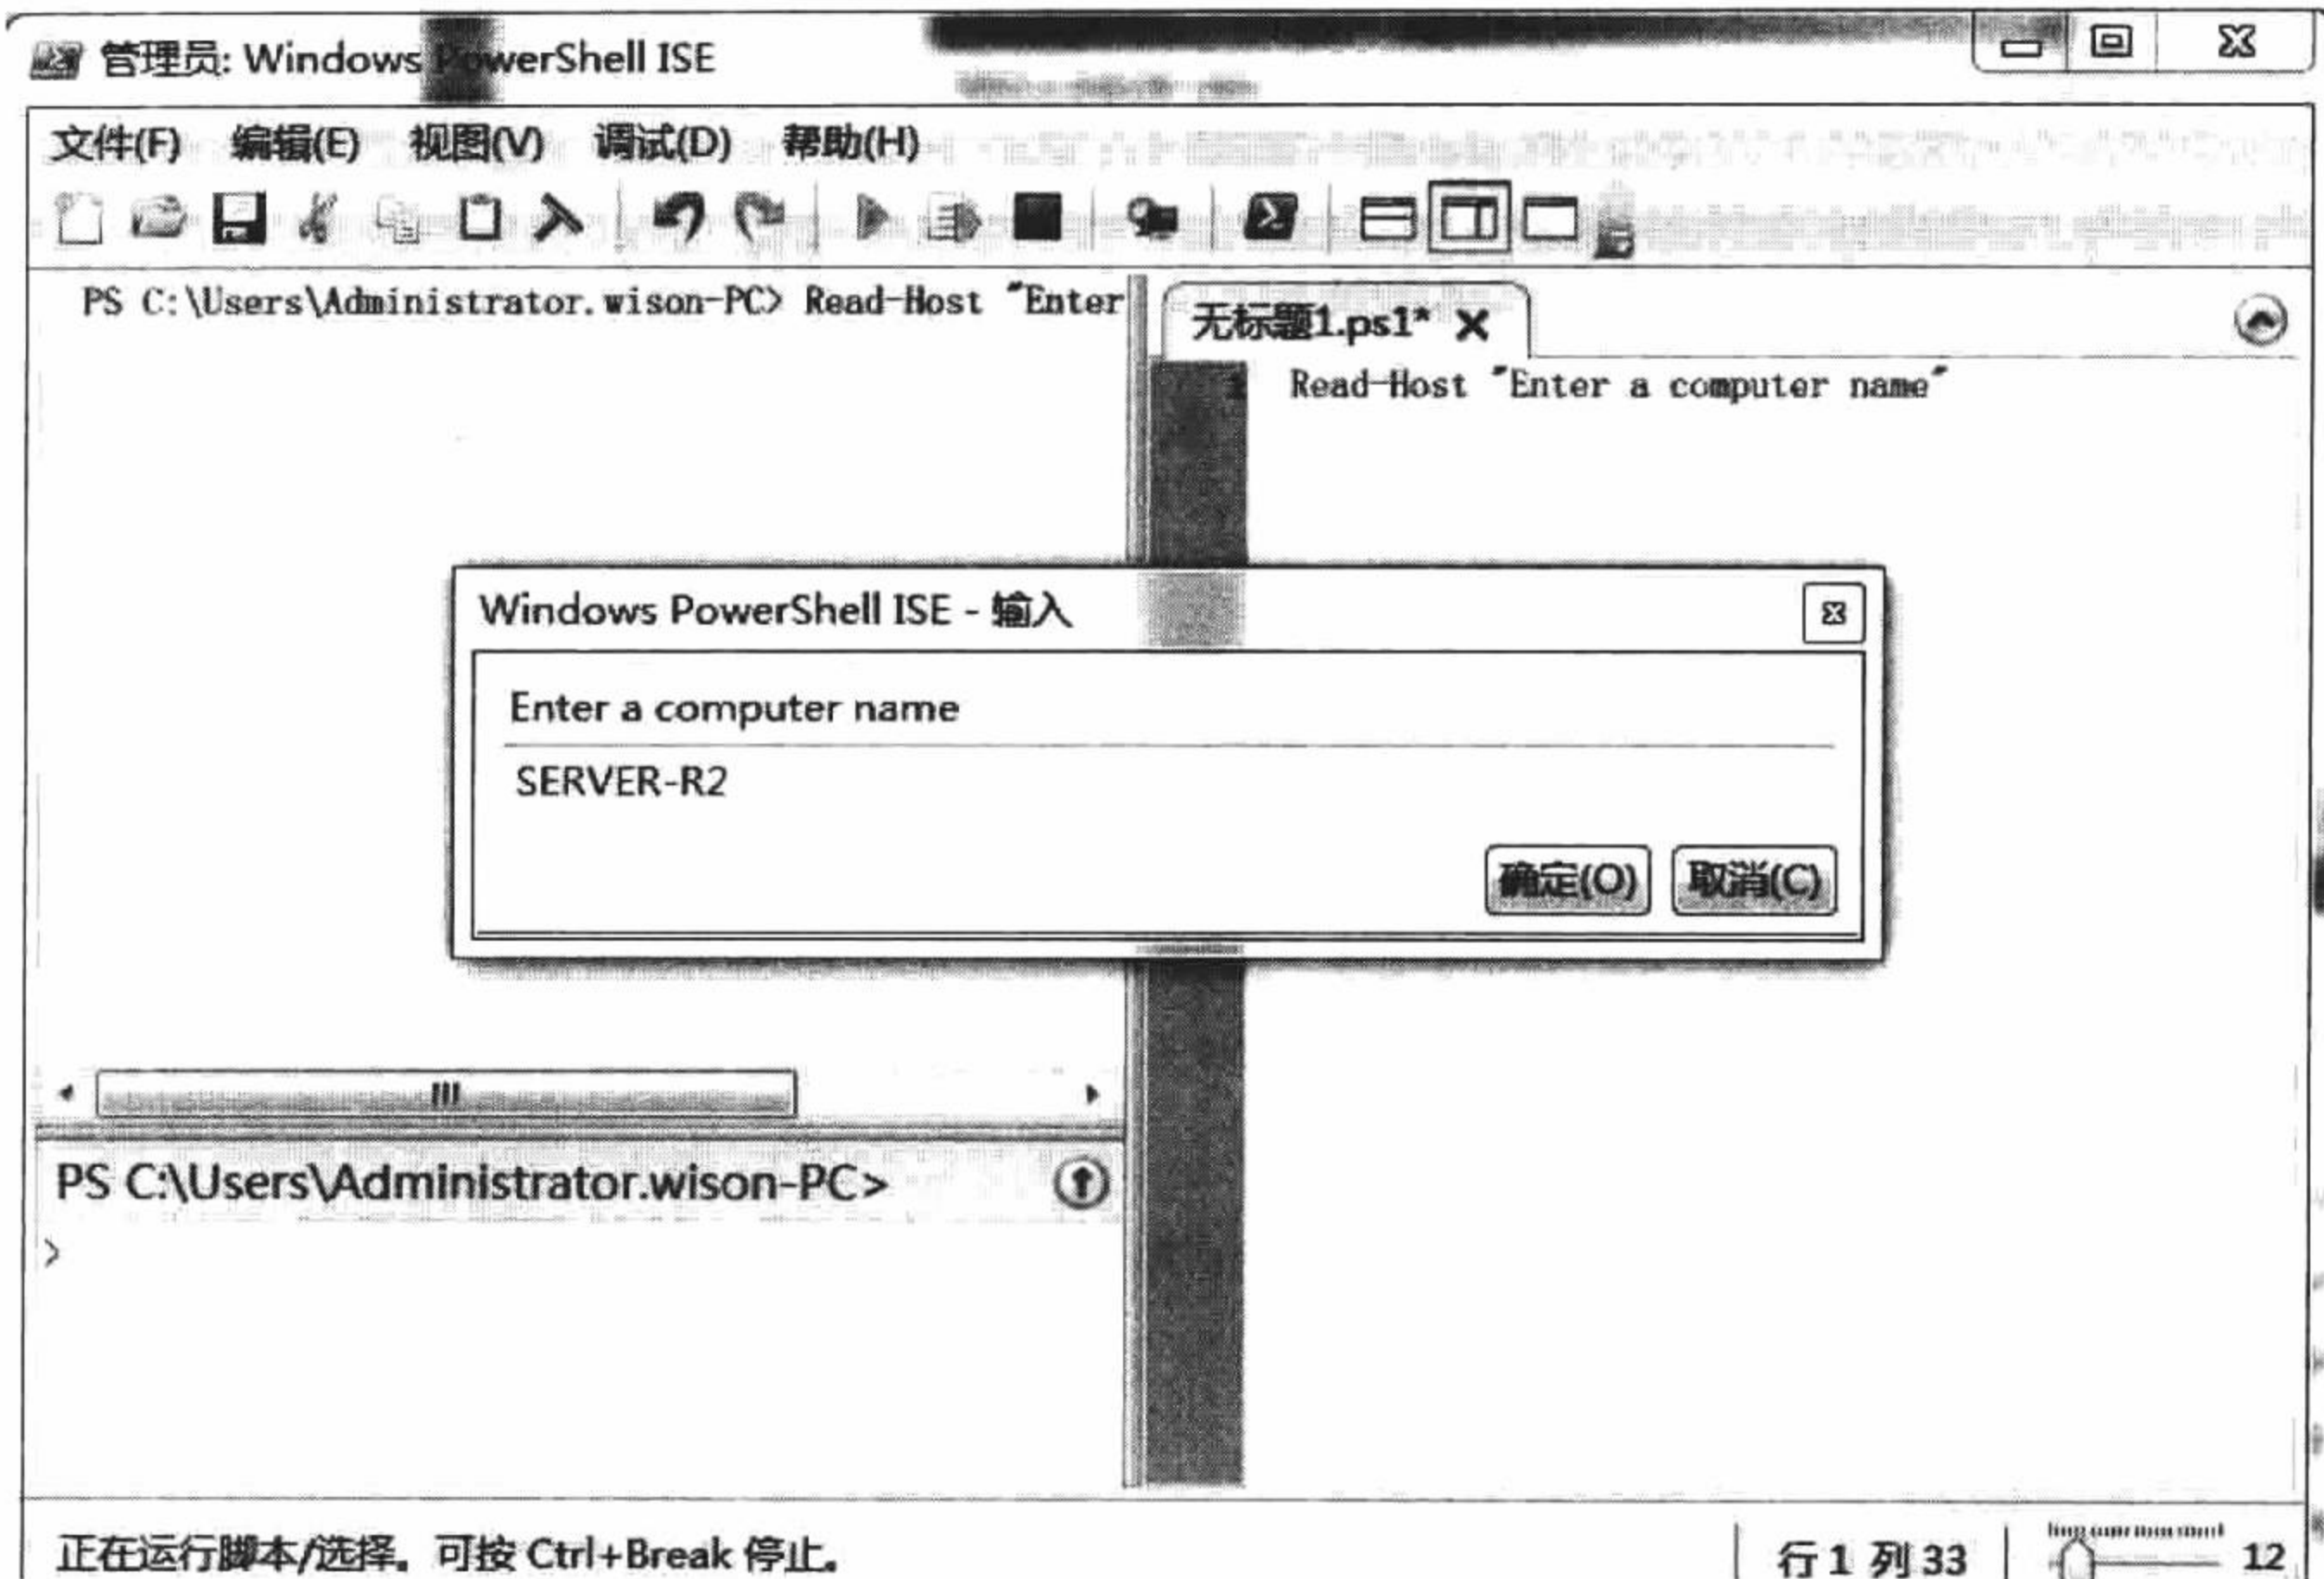 管理员: Windows PowerShell ISE
文件(F) 编辑(E) 视图(V) 调试(D) 帮助(H)
PS C:\Users\Administrator.wison-PC> Read-Host "Enter
无标题1.ps1*
1 Read-Host "Enter a computer name"
Windows PowerShell ISE - 输入
Enter a computer name
SERVER-R2
确定(O) 取消(C)
PS C:\Users\Administrator.wison-PC>
>
正在运行脚本/选择。可按 Ctrl+Break 停止。
行 1 列 33
12